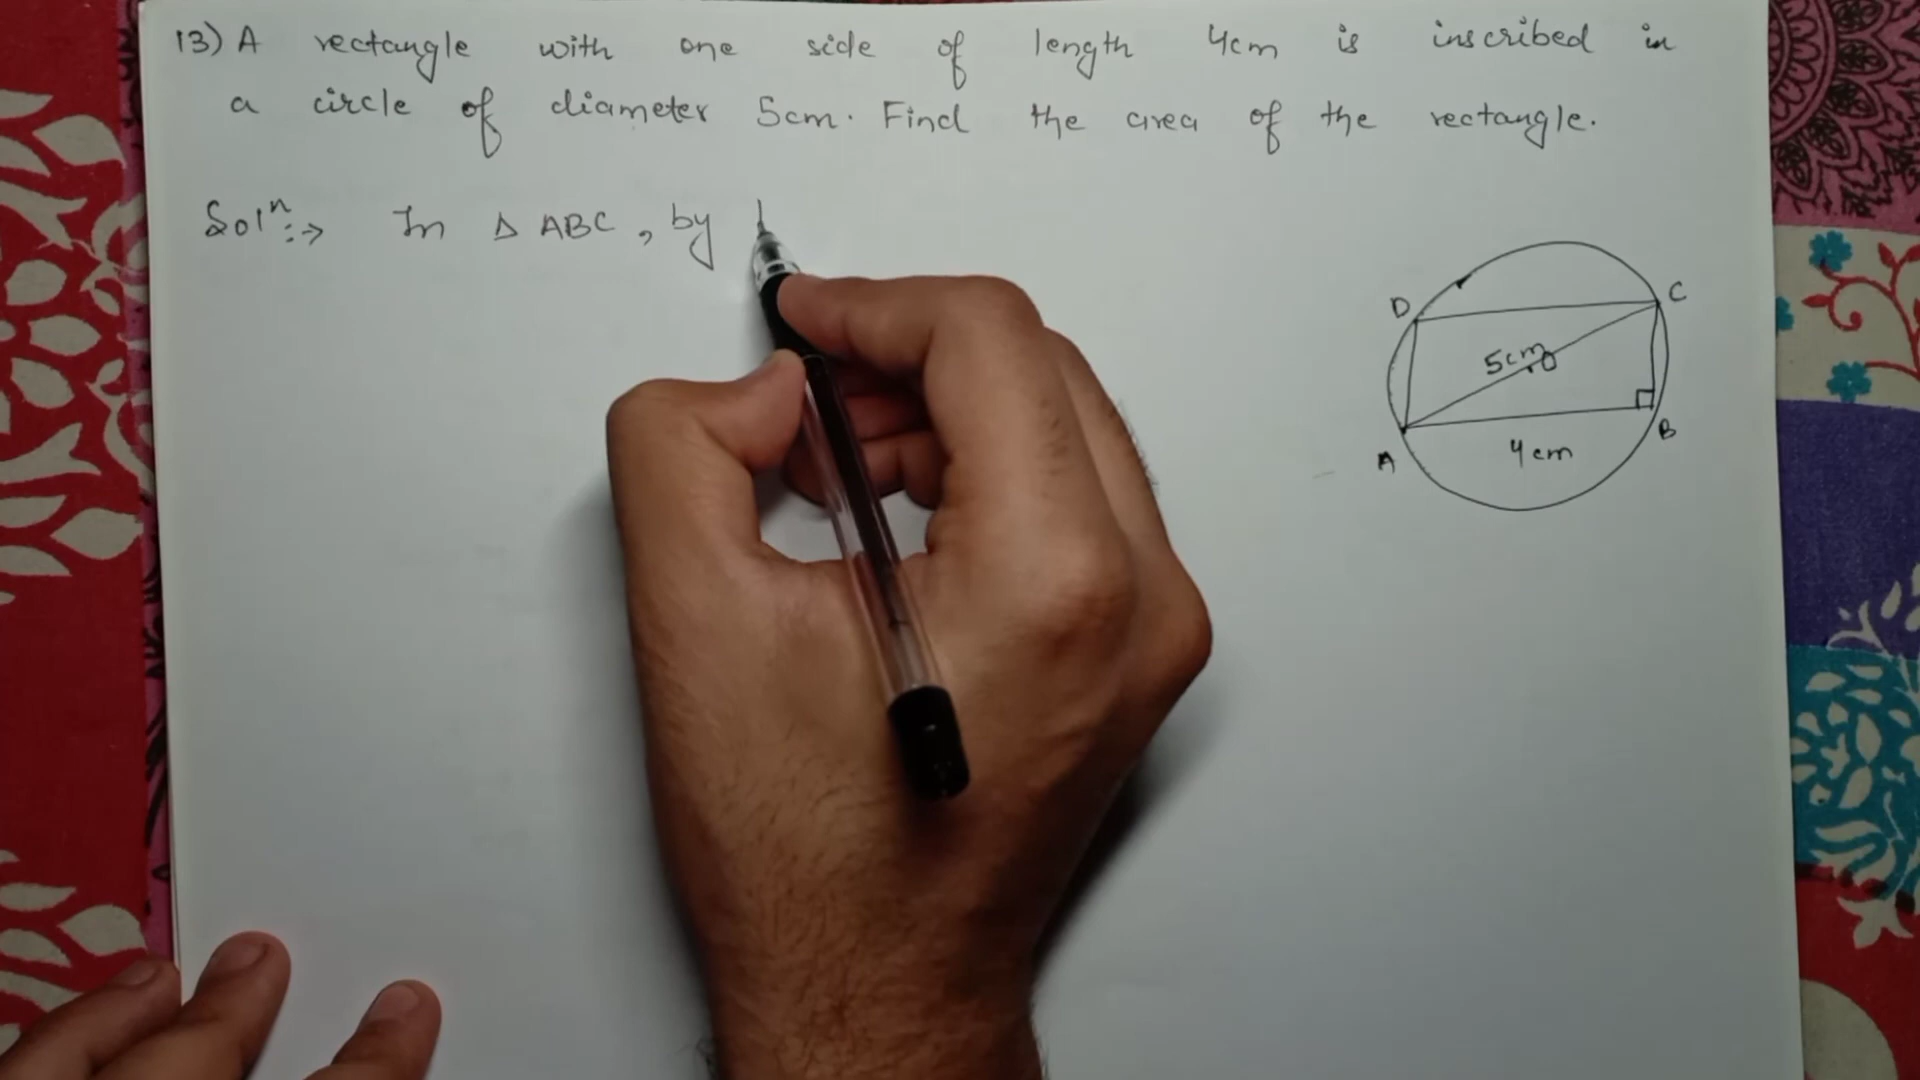 13) A rectangle with one side of length 4cm is inscribed in
a circle of diameter 5cm. Find the area of the rectangle.
Solⁿ :→ In Δ ABC, by
D
C
5cm
O
A
B
4cm